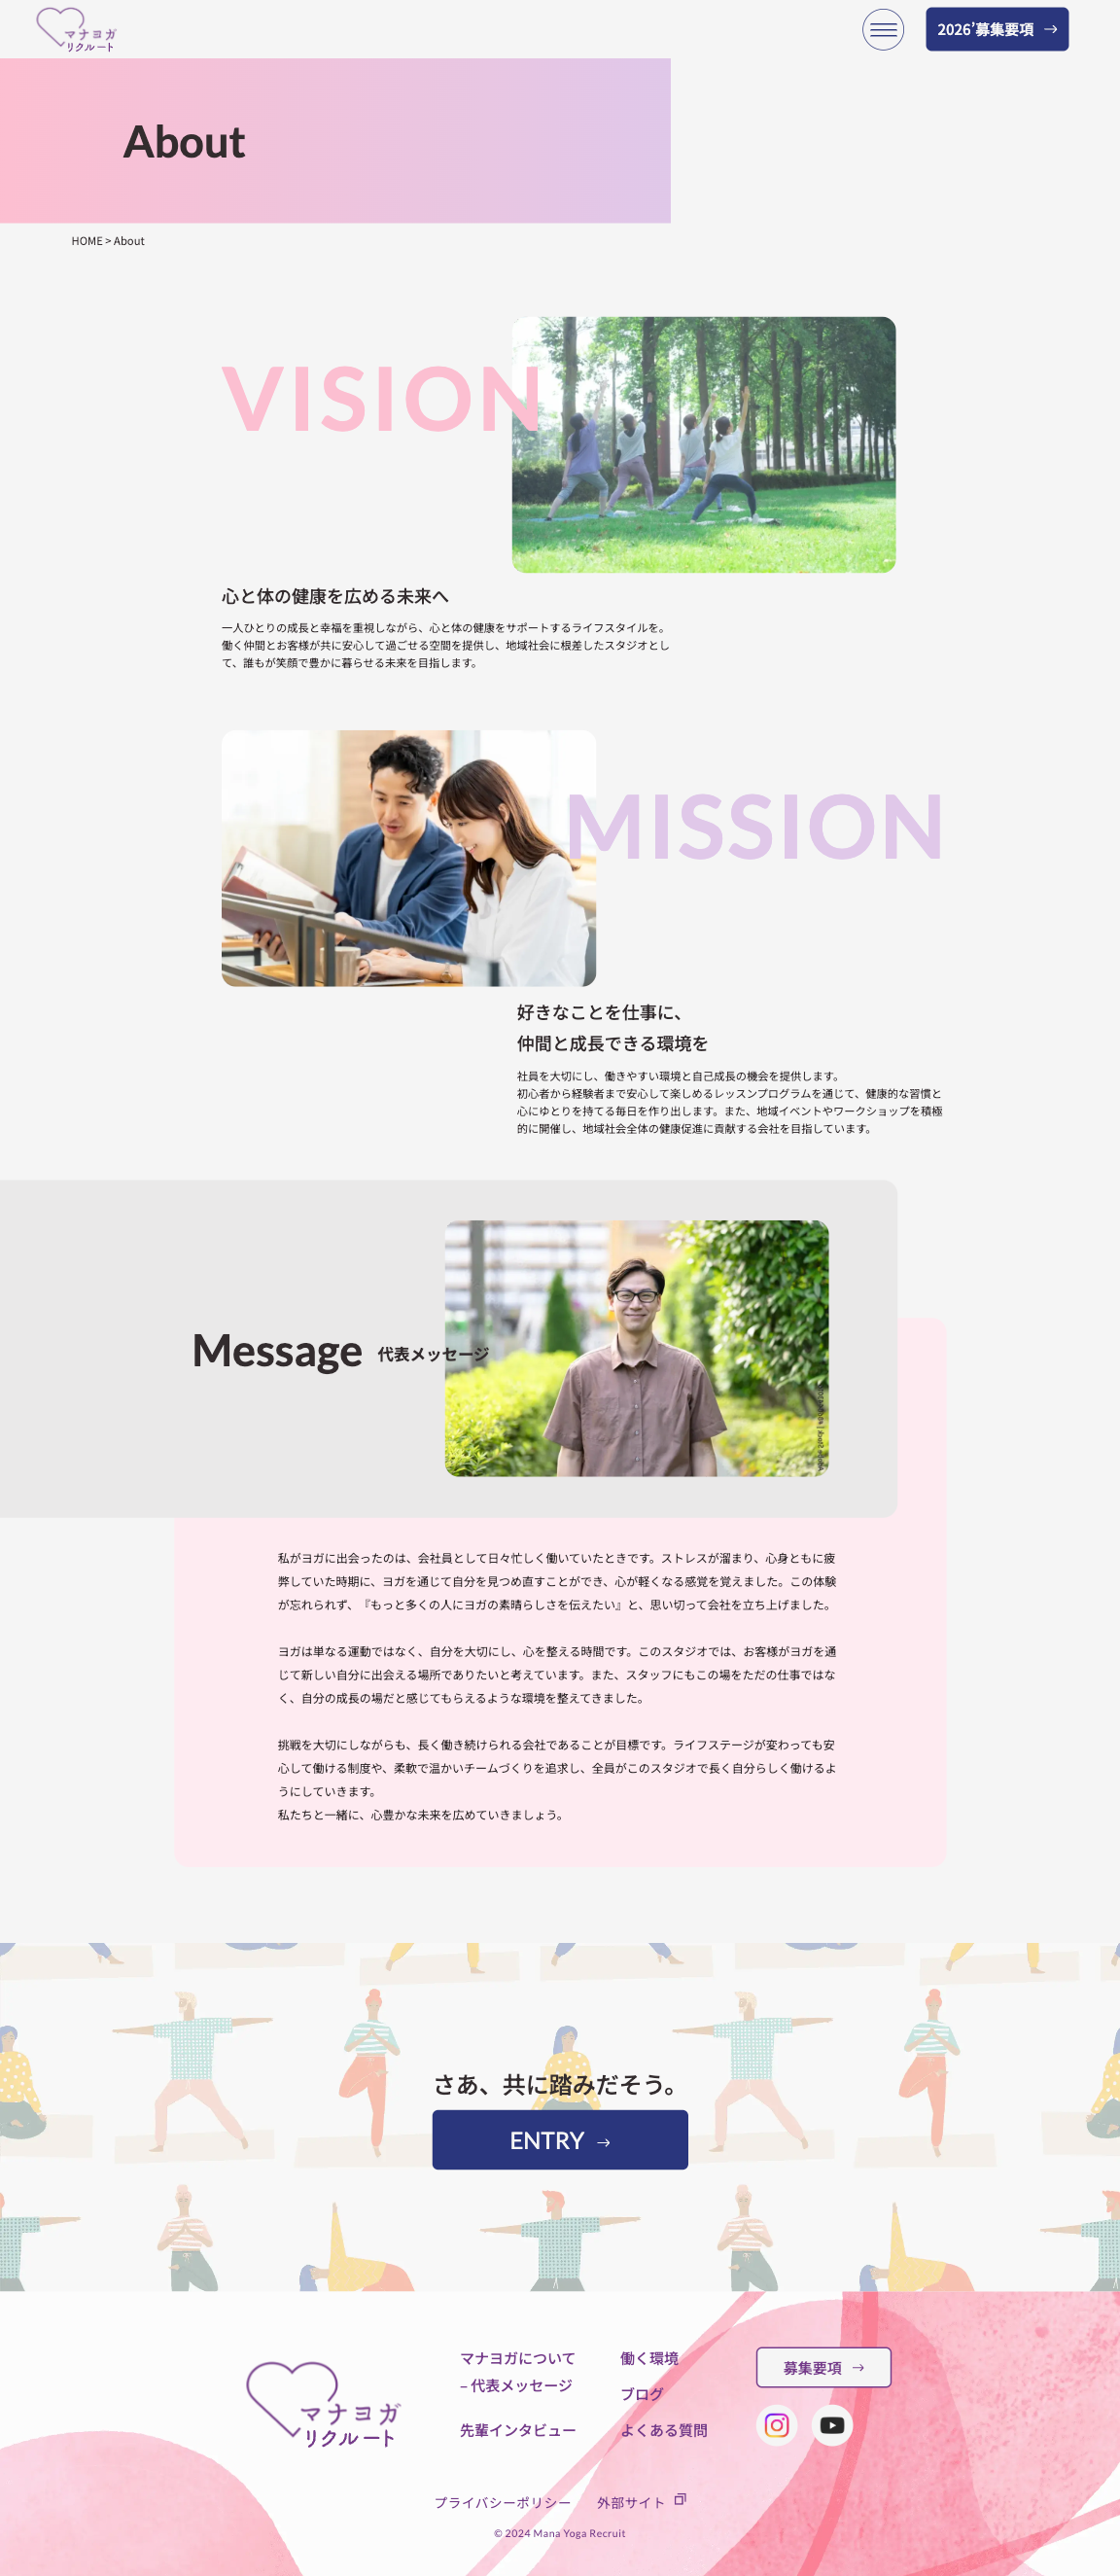 マナヨガ
リクルート
2026’募集要項 →
About
HOME > About
VISION
心と体の健康を広める未来へ
一人ひとりの成長と幸福を重視しながら、心と体の健康をサポートするライフスタイルを。
働く仲間とお客様が共に安心して過ごせる空間を提供し、地域社会に根差したスタジオとし
て、誰もが笑顔で豊かに暮らせる未来を目指します。
MISSION
好きなことを仕事に、
仲間と成長できる環境を
社員を大切にし、働きやすい環境と自己成長の機会を提供します。
初心者から経験者まで安心して楽しめるレッスンプログラムを通じて、健康的な習慣と
心にゆとりを持てる毎日を作り出します。また、地域イベントやワークショップを積極
的に開催し、地域社会全体の健康促進に貢献する会社を目指しています。
Message 代表メッセージ
私がヨガに出会ったのは、会社員として日々忙しく働いていたときです。ストレスが溜まり、心身ともに疲
弊していた時期に、ヨガを通じて自分を見つめ直すことができ、心が軽くなる感覚を覚えました。この体験
が忘れられず、『もっと多くの人にヨガの素晴らしさを伝えたい』と、思い切って会社を立ち上げました。
ヨガは単なる運動ではなく、自分を大切にし、心を整える時間です。このスタジオでは、お客様がヨガを通
じて新しい自分に出会える場所でありたいと考えています。また、スタッフにもこの場をただの仕事ではな
く、自分の成長の場だと感じてもらえるような環境を整えてきました。
挑戦を大切にしながらも、長く働き続けられる会社であることが目標です。ライフステージが変わっても安
心して働ける制度や、柔軟で温かいチームづくりを追求し、全員がこのスタジオで長く自分らしく働けるよ
うにしていきます。
私たちと一緒に、心豊かな未来を広めていきましょう。
さあ、共に踏みだそう。
ENTRY →
マナヨガ
リクルート
マナヨガについて
– 代表メッセージ
先輩インタビュー
働く環境
ブログ
よくある質問
募集要項 →
プライバシーポリシー
外部サイト
© 2024 Mana Yoga Recruit